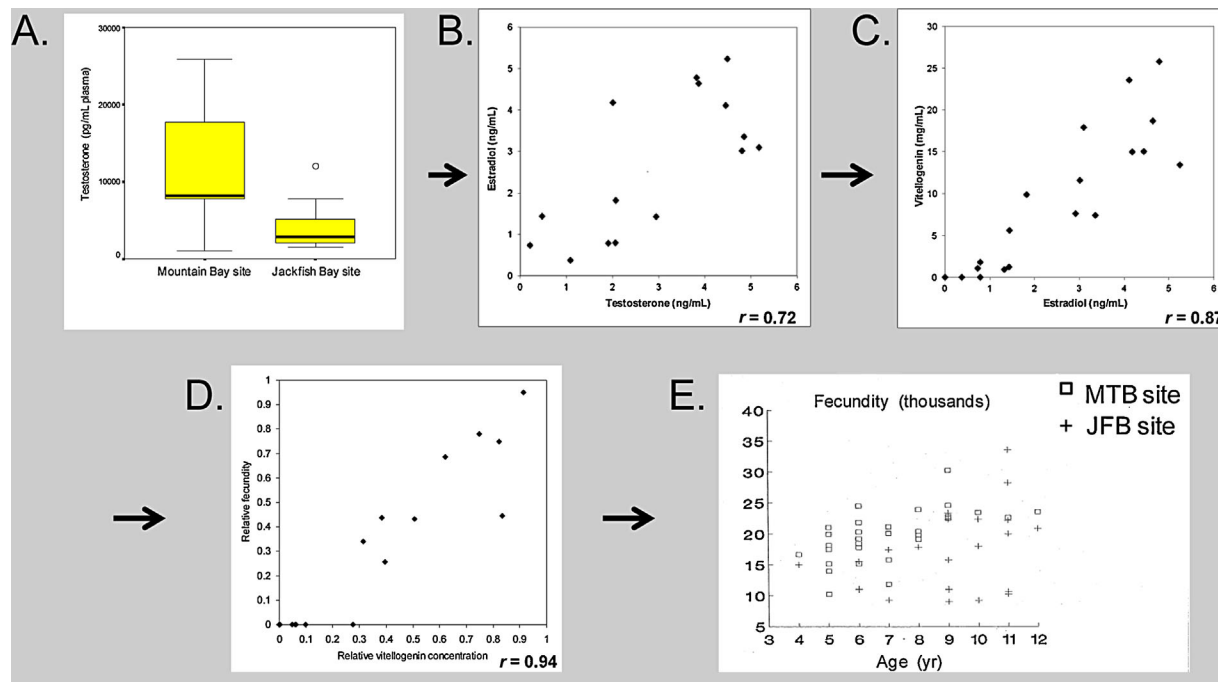 A.
30000
20000
10000
0
Testosterone (pg/mL plasma)
Mountain Bay site
Jackfish Bay site
B.
6
5
4
3
2
1
0
Estradiol (ng/mL)
0 1 2 3 4 5 6
Testosterone (ng/mL)
r = 0.72
C.
30
25
20
15
10
5
0
Vitellogenin (mg/mL)
0 1 2 3 4 5 6
Estradiol (ng/mL)
r = 0.87
D.
1
0.9
0.8
0.7
0.6
0.5
0.4
0.3
0.2
0.1
0
Relative fecundity
0 0.1 0.2 0.3 0.4 0.5 0.6 0.7 0.8 0.9 1
Relative vitellogenin concentration
r = 0.94
E.
Fecundity (thousands)
MTB site
JFB site
40
35
30
25
20
15
10
5
3 4 5 6 7 8 9 10 11 12
Age (yr)